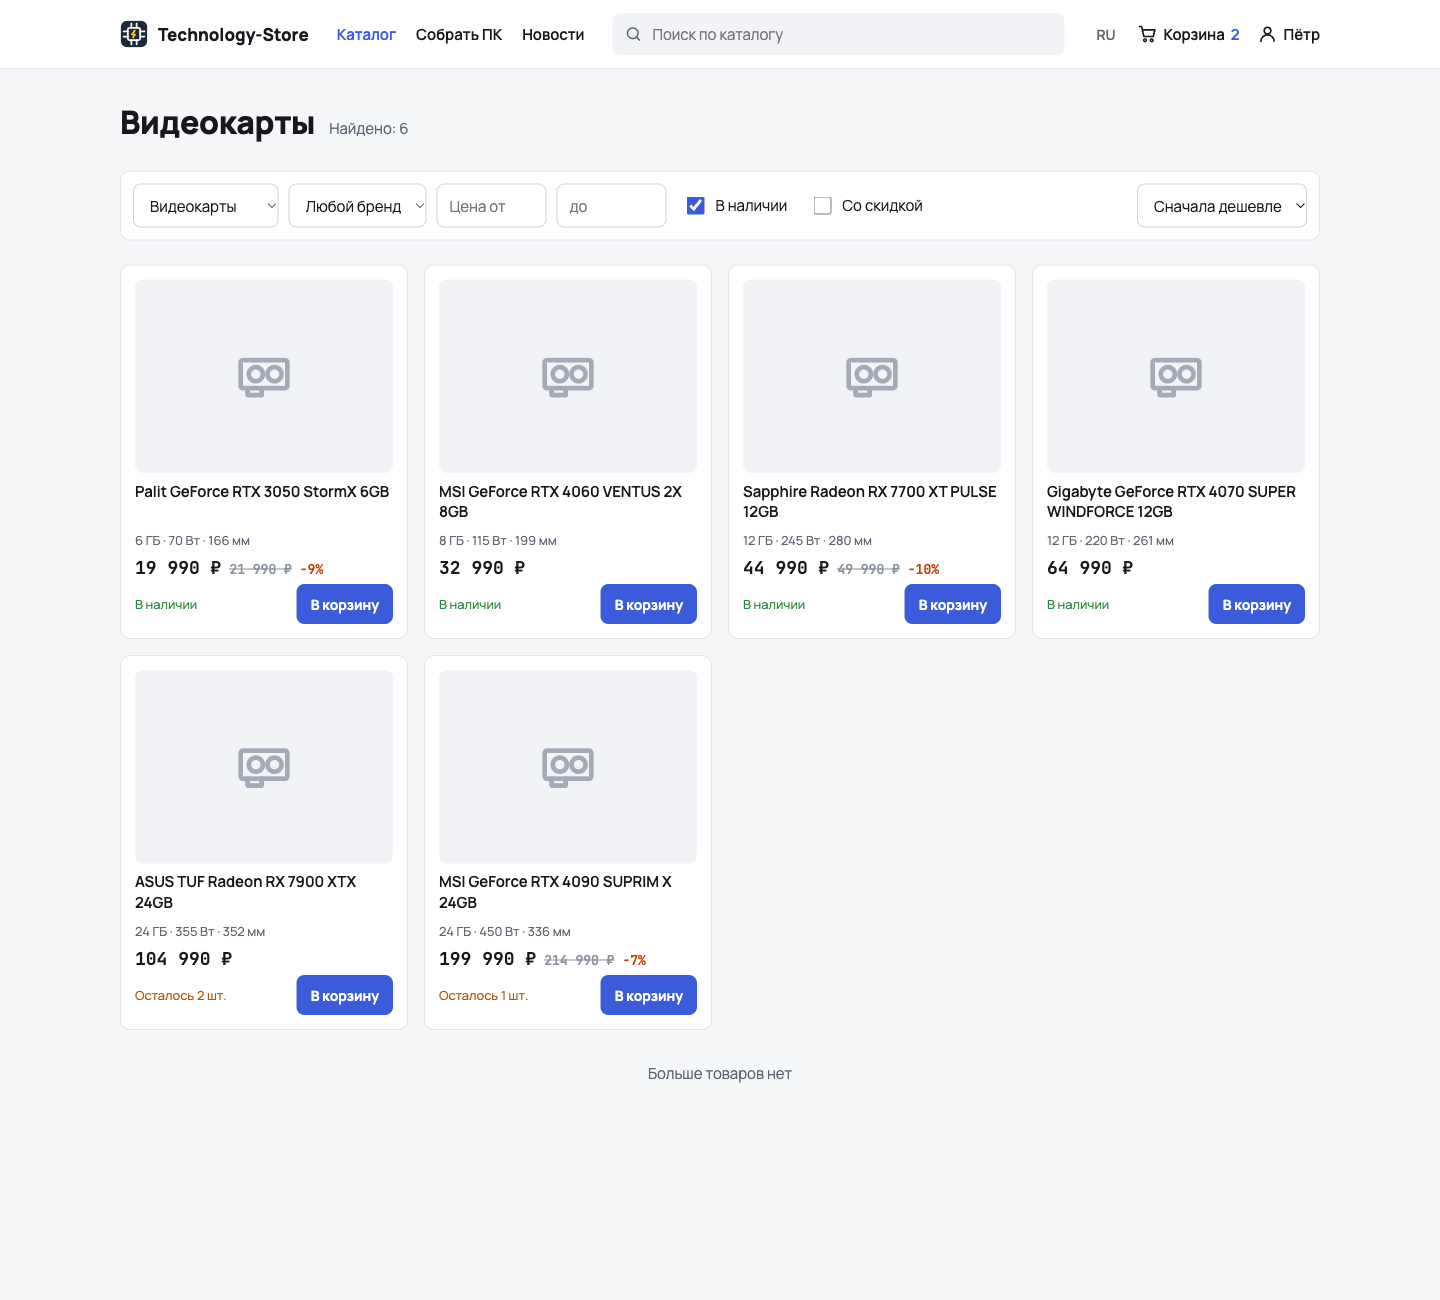 Technology-Store
Каталог
Собрать ПК
Новости
Поиск по каталогу
RU
Корзина 2
Пётр
Видеокарты
Найдено: 6
Видеокарты
Любой бренд
Цена от
до
В наличии
Со скидкой
Сначала дешевле
Palit GeForce RTX 3050 StormX 6GB
6 ГБ · 70 Вт · 166 мм
19 990 ₽ 21 990 ₽ -9%
В наличии
В корзину
MSI GeForce RTX 4060 VENTUS 2X
8GB
8 ГБ · 115 Вт · 199 мм
32 990 ₽
В наличии
В корзину
Sapphire Radeon RX 7700 XT PULSE
12GB
12 ГБ · 245 Вт · 280 мм
44 990 ₽ 49 990 ₽ -10%
В наличии
В корзину
Gigabyte GeForce RTX 4070 SUPER
WINDFORCE 12GB
12 ГБ · 220 Вт · 261 мм
64 990 ₽
В наличии
В корзину
ASUS TUF Radeon RX 7900 XTX
24GB
24 ГБ · 355 Вт · 352 мм
104 990 ₽
Осталось 2 шт.
В корзину
MSI GeForce RTX 4090 SUPRIM X
24GB
24 ГБ · 450 Вт · 336 мм
199 990 ₽ 214 990 ₽ -7%
Осталось 1 шт.
В корзину
Больше товаров нет